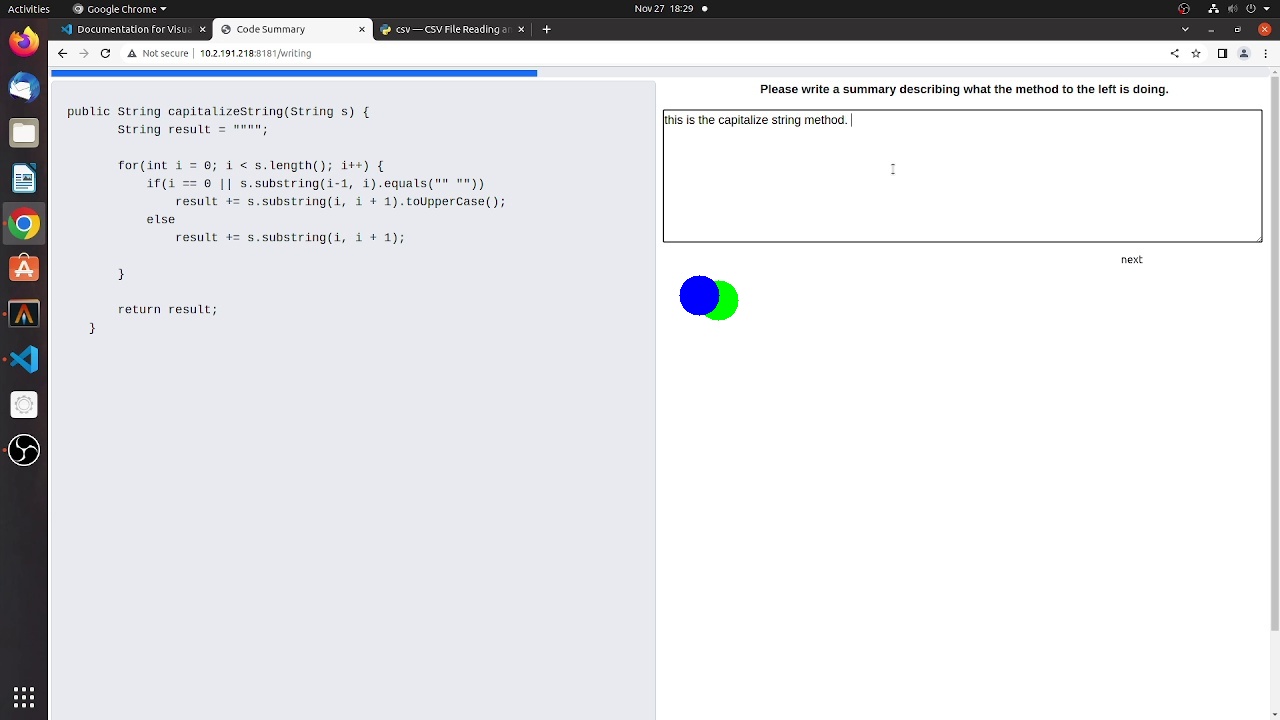 Activities Google Chrome Nov 27 18:29
Documentation for Visua Code Summary csv — CSV File Reading an
Not secure 10.2.191.218:8181/writing
Please write a summary describing what the method to the left is doing.
this is the capitalize string method.
next
public String capitalizeString(String s) {
String result = """";
for(int i = 0; i < s.length(); i++) {
if(i == 0 || s.substring(i-1, i).equals("" ""))
result += s.substring(i, i + 1).toUpperCase();
else
result += s.substring(i, i + 1);
}
return result;
}